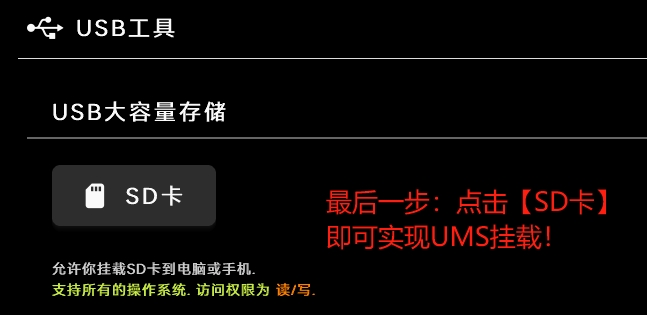 USB工具
USB大容量存储
SD卡
最后一步：点击【SD卡】
即可实现UMS挂载！
允许你挂载SD卡到电脑或手机.
支持所有的操作系统. 访问权限为 读/写.